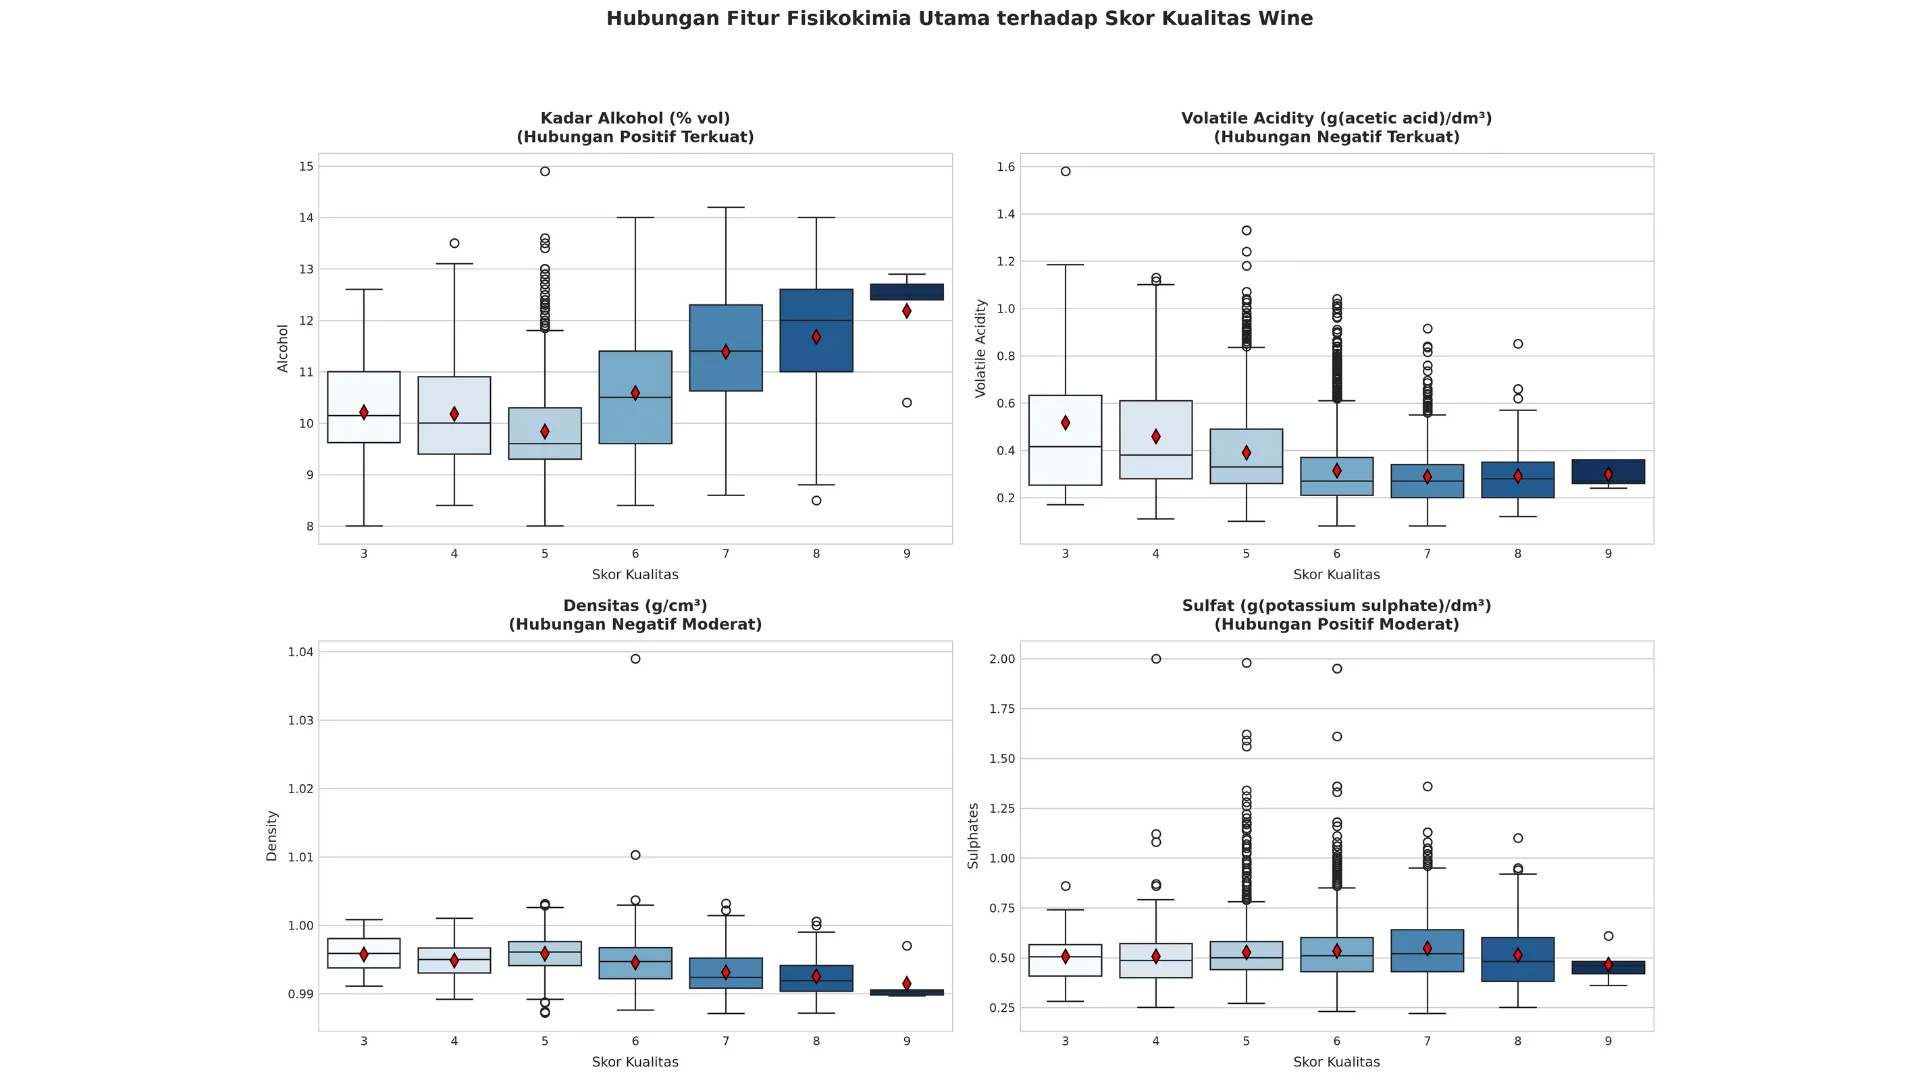 Hubungan Fitur Fisikokimia Utama terhadap Skor Kualitas Wine
Kadar Alkohol (% vol)
(Hubungan Positif Terkuat)
15
14
13
12
11
10
9
8
Alcohol
3 4 5 6 7 8 9
Skor Kualitas
Volatile Acidity (g(acetic acid)/dm³)
(Hubungan Negatif Terkuat)
1.6
1.4
1.2
1.0
0.8
0.6
0.4
0.2
Volatile Acidity
3 4 5 6 7 8 9
Skor Kualitas
Densitas (g/cm³)
(Hubungan Negatif Moderat)
1.04
1.03
1.02
1.01
1.00
0.99
Density
3 4 5 6 7 8 9
Skor Kualitas
Sulfat (g(potassium sulphate)/dm³)
(Hubungan Positif Moderat)
2.00
1.75
1.50
1.25
1.00
0.75
0.50
0.25
Sulphates
3 4 5 6 7 8 9
Skor Kualitas